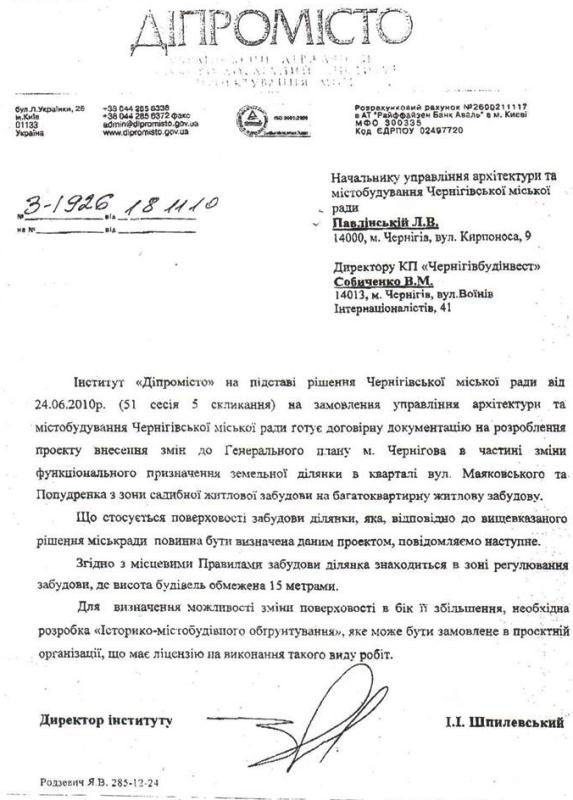 ДІПРОМІСТО
бул.Л.Українки, 26
м.Київ
01133
Україна
+38 044 285 6338
+38 044 285 6372 факс
admin@dipromisto.gov.ua
www.dipromisto.gov.ua
ISO 9001:2000
Розрахунковий рахунок №2600211117
в АТ "Райффайзен Банк Аваль" в м. Києві
МФО 300335
Код ЄДРПОУ 02497720
№ 3-1926 від 18 11 10
на № від
Начальнику управління архітектури та
містобудування Чернігівської міської
ради
Павлінській Л.В.
14000, м. Чернігів, вул. Кирпоноса, 9
Директору КП «Чернігівбудінвест»
Собиченко В.М.
14013, м. Чернігів, вул.Воїнів
Інтернаціоналістів, 41
Інститут «Діпромісто» на підставі рішення Чернігівської міської ради від
24.06.2010р. (51 сесія 5 скликання) на замовлення управління архітектури та
містобудування Чернігівської міської ради готує договірну документацію на розроблення
проекту внесення змін до Генерального плану м. Чернігова в частині зміни
функціонального призначення земельної ділянки в кварталі вул. Маяковського та
Попудренка з зони садибної житлової забудови на багатоквартирну житлову забудову.
Що стосується поверховості забудови ділянки, яка, відповідно до вищевказаного
рішення міськради повинна бути визначена даним проектом, повідомляємо наступне.
Згідно з місцевими Правилами забудови ділянка знаходиться в зоні регулювання
забудови, де висота будівель обмежена 15 метрами.
Для визначення можливості зміни поверховості в бік її збільшення, необхідна
розробка «Історико-містобудівного обґрунтування», яке може бути замовлене в проєктній
організації, що має ліцензію на виконання такого виду робіт.
Директор інституту
І.І. Шпилевський
Родзевич Я.В. 285-12-24